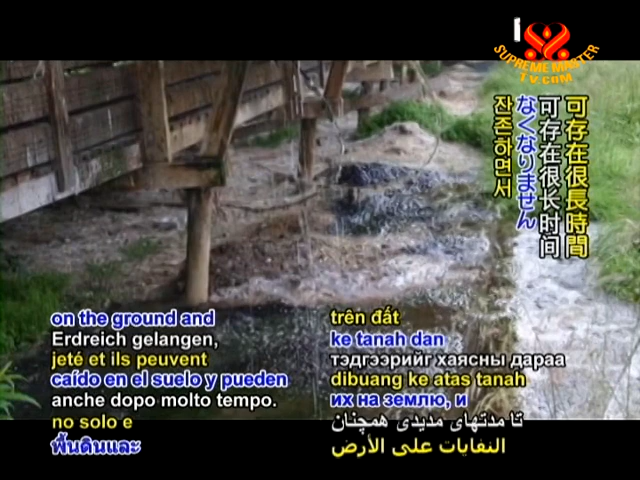 SUPREME MASTER
TV.COM
可存在很長時間
可存在很长时间
なくなりません
잔존하면서
on the ground and
Erdreich gelangen,
jeté et ils peuvent
caído en el suelo y pueden
anche dopo molto tempo.
no solo e
พื้นดินและ
trên đất
ke tanah dan
тэдгээрийг хаясны дараа
dibuang ke atas tanah
их на землю, и
تا مدتهای مدیدی همچنان
النفايات على الأرض